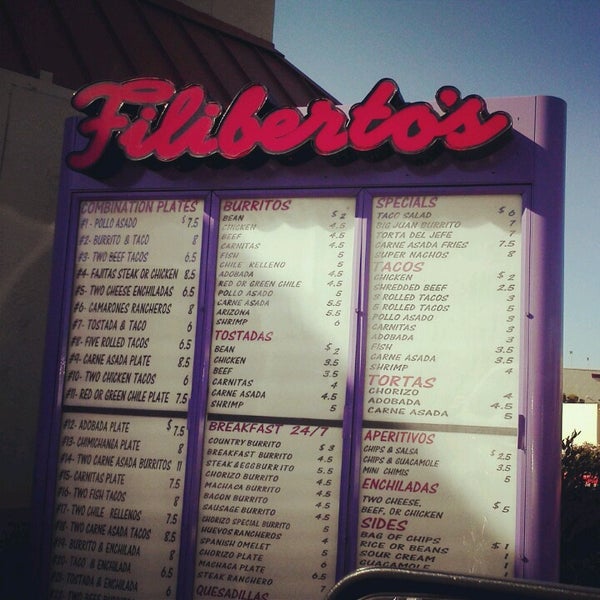 Filiberto's
COMBINATION PLATES
#1- POLLO ASADO $ 7.5
#2- BURRITO & TACO 8
#3- TWO BEEF TACOS 6.5
#4- FAJITAS STEAK OR CHICKEN 8.5
#5- TWO CHEESE ENCHILADAS 6.5
#6- CAMARONES RANCHEROS 8
#7- TOSTADA & TACO 6
#8- FIVE ROLLED TACOS 6.5
#9- CARNE ASADA PLATE 8.5
#10- TWO CHICKEN TACOS 6
#11- RED OR GREEN CHILE PLATE 7.5
#12- ADOBADA PLATE $ 7.5
#13- CHIMICHANGA PLATE 8
#14- TWO CARNE ASADA BURRITOS 11
#15- CARNITAS PLATE
#16- TWO FISH TACOS
#17- TWO CHILE RELLENOS 7.5
#18- TWO CARNE ASADA TACOS
#19- BURRITO & ENCHILADA 8
#20- TACO & ENCHILADA 6.5
TOSTADA & ENCHILADA 6
TWO BEEF BURRITOS
BURRITOS
BEAN $ 2
CHICKEN 4.5
BEEF 4.5
CARNITAS 4.5
FISH 5
CHILE RELLENO 5
ADOBADA 4.5
RED OR GREEN CHILE 4.5
POLLO ASADO 5
CARNE ASADA 5.5
ARIZONA 5.5
SHRIMP 6
TOSTADAS
BEAN $ 2
CHICKEN 3.5
BEEF 3.5
CARNITAS 4
CARNE ASADA 4.5
SHRIMP 5
BREAKFAST 24/7
COUNTRY BURRITO $ 3
BREAKFAST BURRITO 4.5
STEAK & EGG BURRITO 5.5
CHORIZO BURRITO 4.5
MACHACA BURRITO 4.5
BACON BURRITO 4.5
SAUSAGE BURRITO 4.5
CHORIZO SPECIAL BURRITO
HUEVOS RANCHEROS
SPANISH OMELET
CHORIZO PLATE
MACHACA PLATE
STEAK RANCHERO 6.5
QUESADILLAS
SPECIALS
TACO SALAD $ 6
BIG JUAN BURRITO 7
TORTA DEL JEFE 7
CARNE ASADA FRIES 7.5
SUPER NACHOS 8
TACOS
CHICKEN $ 2
SHREDDED BEEF 2.5
3 ROLLED TACOS 3
5 ROLLED TACOS 5
POLLO ASADO 3
CARNITAS 3
ADOBADA 3
FISH 3.5
CARNE ASADA 3.5
SHRIMP 4
TORTAS
CHORIZO 4
ADOBADA 4.5
CARNE ASADA 5
APERITIVOS
CHIPS & SALSA $ 2.5
CHIPS & GUACAMOLE 3.5
MINI CHIMIS 5
ENCHILADAS
TWO CHEESE,
BEEF, OR CHICKEN $ 5
SIDES
BAG OF CHIPS $ 1
RICE OR BEANS 1
SOUR CREAM 1
GUACAMOLE